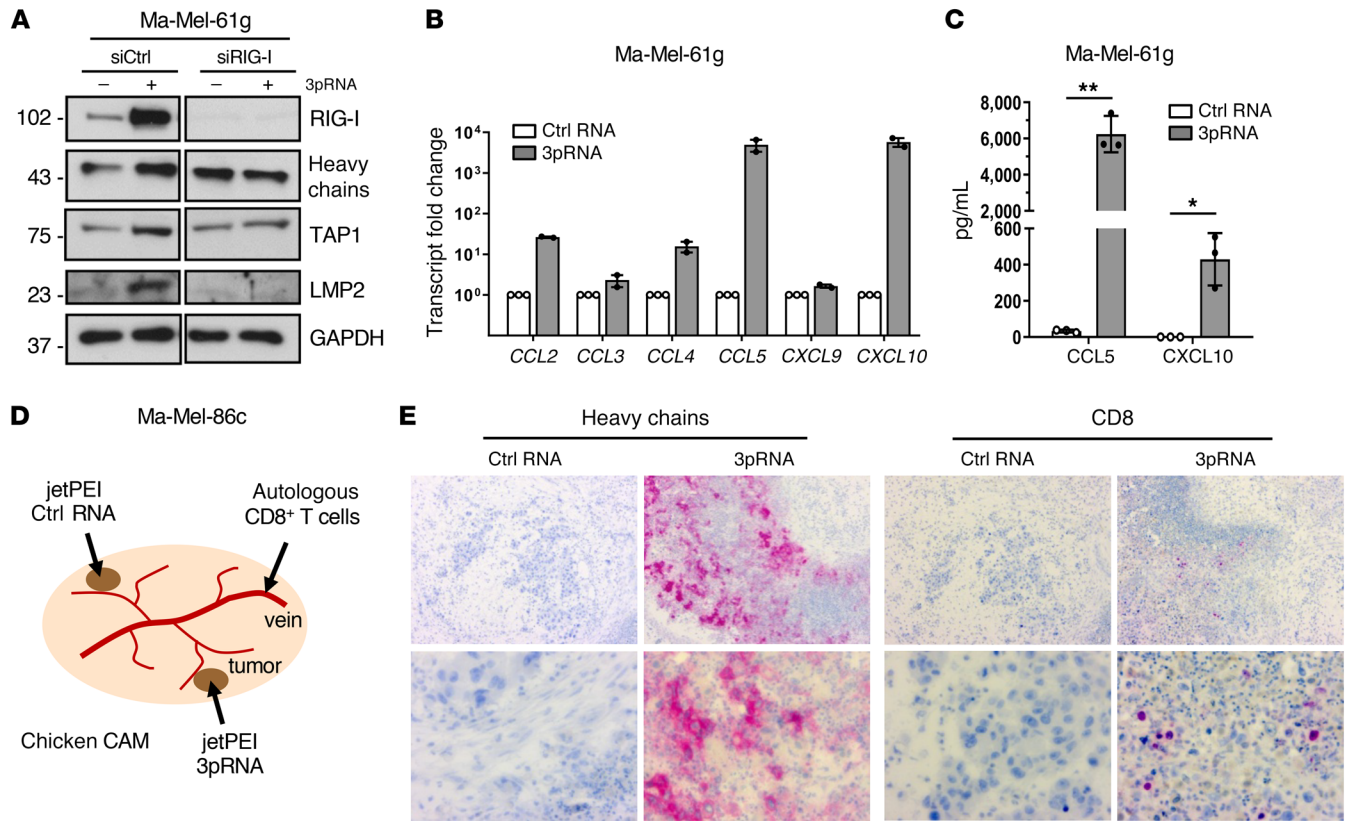 A
Ma-Mel-61g
siCtrl siRIG-I
– + – + 3pRNA
102 - RIG-I
43 - Heavy
chains
75 - TAP1
23 - LMP2
37 - GAPDH
B
Ma-Mel-61g
Transcript fold change
10⁴
10³
10²
10¹
10⁰
Ctrl RNA
3pRNA
CCL2 CCL3 CCL4 CCL5 CXCL9 CXCL10
C
Ma-Mel-61g
pg/mL
8,000
6,000
4,000
2,000
600
400
200
0
** 
*
Ctrl RNA
3pRNA
CCL5 CXCL10
D
Ma-Mel-86c
jetPEI
Ctrl RNA
Autologous
CD8⁺ T cells
vein
tumor
Chicken CAM
jetPEI
3pRNA
E
Heavy chains CD8
Ctrl RNA 3pRNA Ctrl RNA 3pRNA